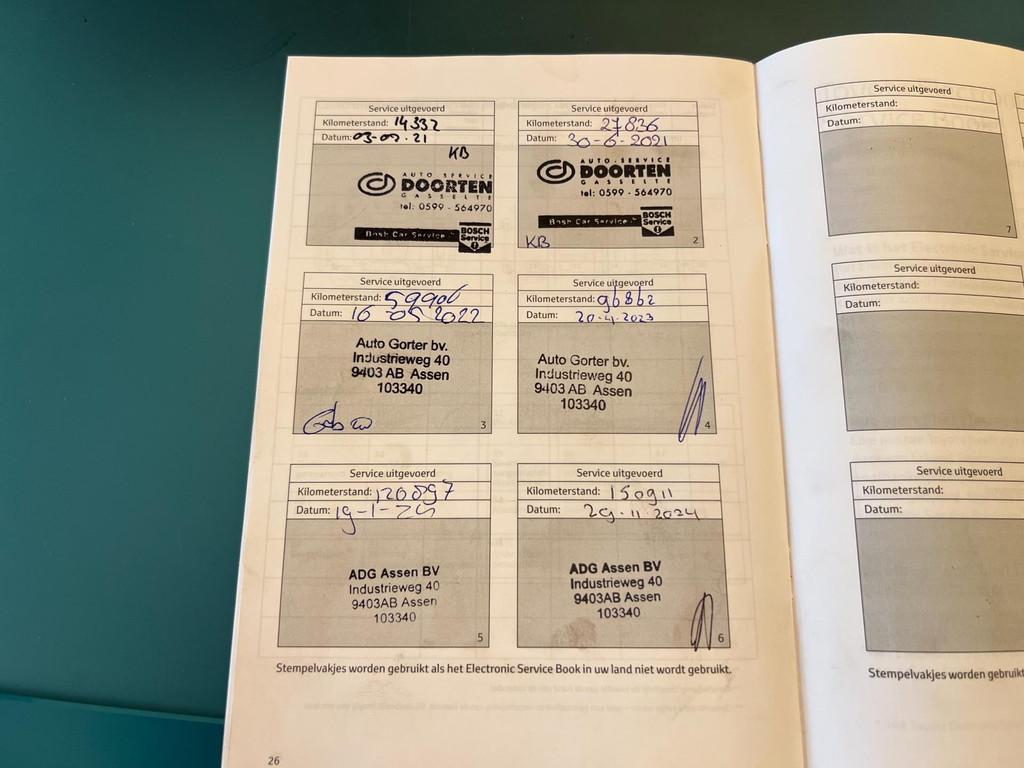 Service uitgevoerd
Kilometerstand: 14332
Datum: 03-02-21
KB
AUTO SERVICE
DOORTEN
GASSELTE
tel: 0599 - 564970
Bosh Car Service
BOSCH
Service
Service uitgevoerd
Kilometerstand: 27836
Datum: 30-6-2021
AUTO-SERVICE
DOORTEN
GASSELTE
tel: 0599 - 564970
Bosh Car Service
BOSCH
Service
KB
2
Service uitgevoerd
Kilometerstand: 59906
Datum: 16-05 2022
Auto Gorter bv.
Industrieweg 40
9403 AB Assen
103340
3
Service uitgevoerd
Kilometerstand: 96862
Datum: 20-4-2023
Auto Gorter bv.
Industrieweg 40
9403 AB Assen
103340
4
Service uitgevoerd
Kilometerstand: 120897
Datum: 19-1-24
ADG Assen BV
Industrieweg 40
9403AB Assen
103340
5
Service uitgevoerd
Kilometerstand: 150911
Datum: 29-11-2024
ADG Assen BV
Industrieweg 40
9403AB Assen
103340
6
Stempelvakjes worden gebruikt als het Electronic Service Book in uw land niet wordt gebruikt.
26
Service uitgevoerd
Kilometerstand:
Datum:
7
Service uitgevoerd
Kilometerstand:
Datum:
Service uitgevoerd
Kilometerstand:
Datum:
Stempelvakjes worden gebruikt